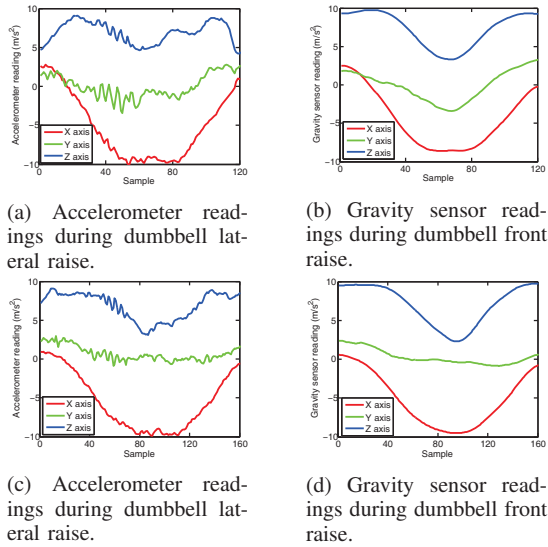 Accelerometer reading (m/s²)
10
5
0
−5
−10
0
40
80
120
Sample
X axis
Y axis
Z axis
Gravity sensor reading (m/s²)
10
5
0
−5
−10
0
40
80
120
Sample
X axis
Y axis
Z axis
(a) Accelerometer read-
ings during dumbbell lat-
eral raise.
(b) Gravity sensor read-
ings during dumbbell front
raise.
Accelerometer reading (m/s²)
10
5
0
−5
−10
0
40
80
120
160
Sample
X axis
Y axis
Z axis
Gravity sensor reading (m/s²)
10
5
0
−5
−10
0
40
80
120
160
Sample
X axis
Y axis
Z axis
(c) Accelerometer read-
ings during dumbbell lat-
eral raise.
(d) Gravity sensor read-
ings during dumbbell front
raise.